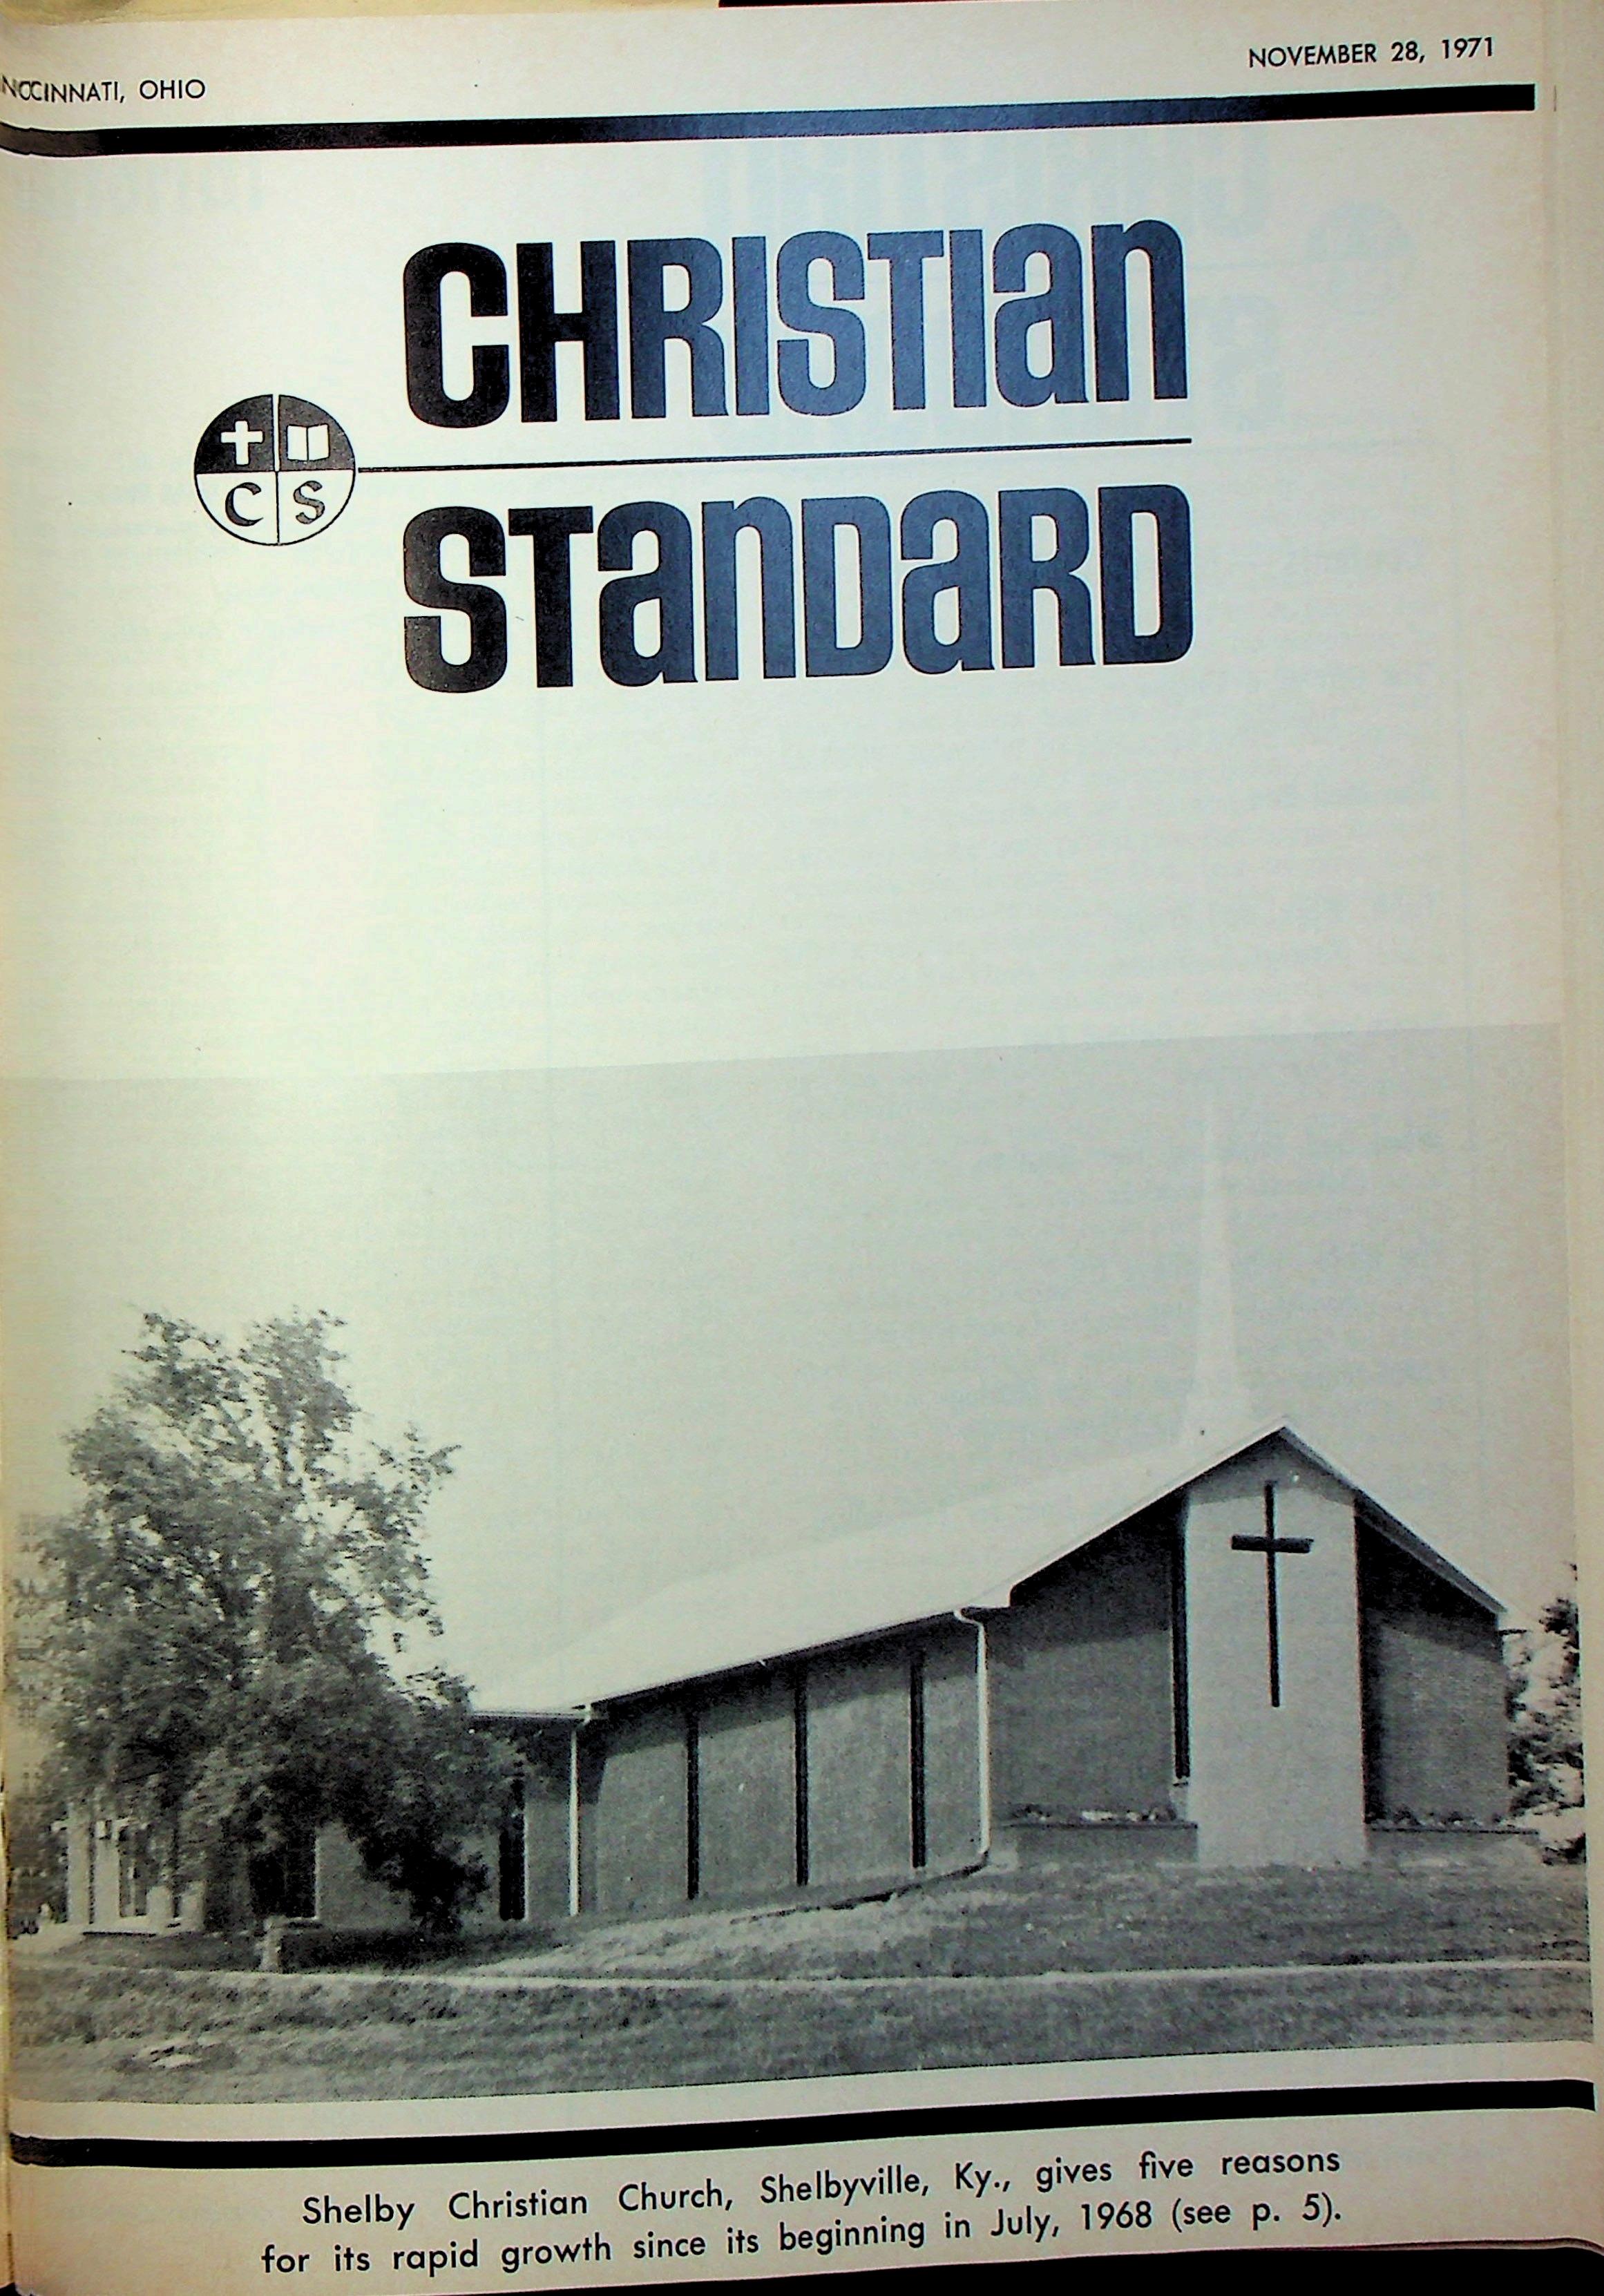 NCCINNATI, OHIO
NOVEMBER 28, 1971
CHRISTIAN
C S
STANDARD
Shelby Christian Church, Shelbyville, Ky., gives five reasons
for its rapid growth since its beginning in July, 1968 (see p. 5).